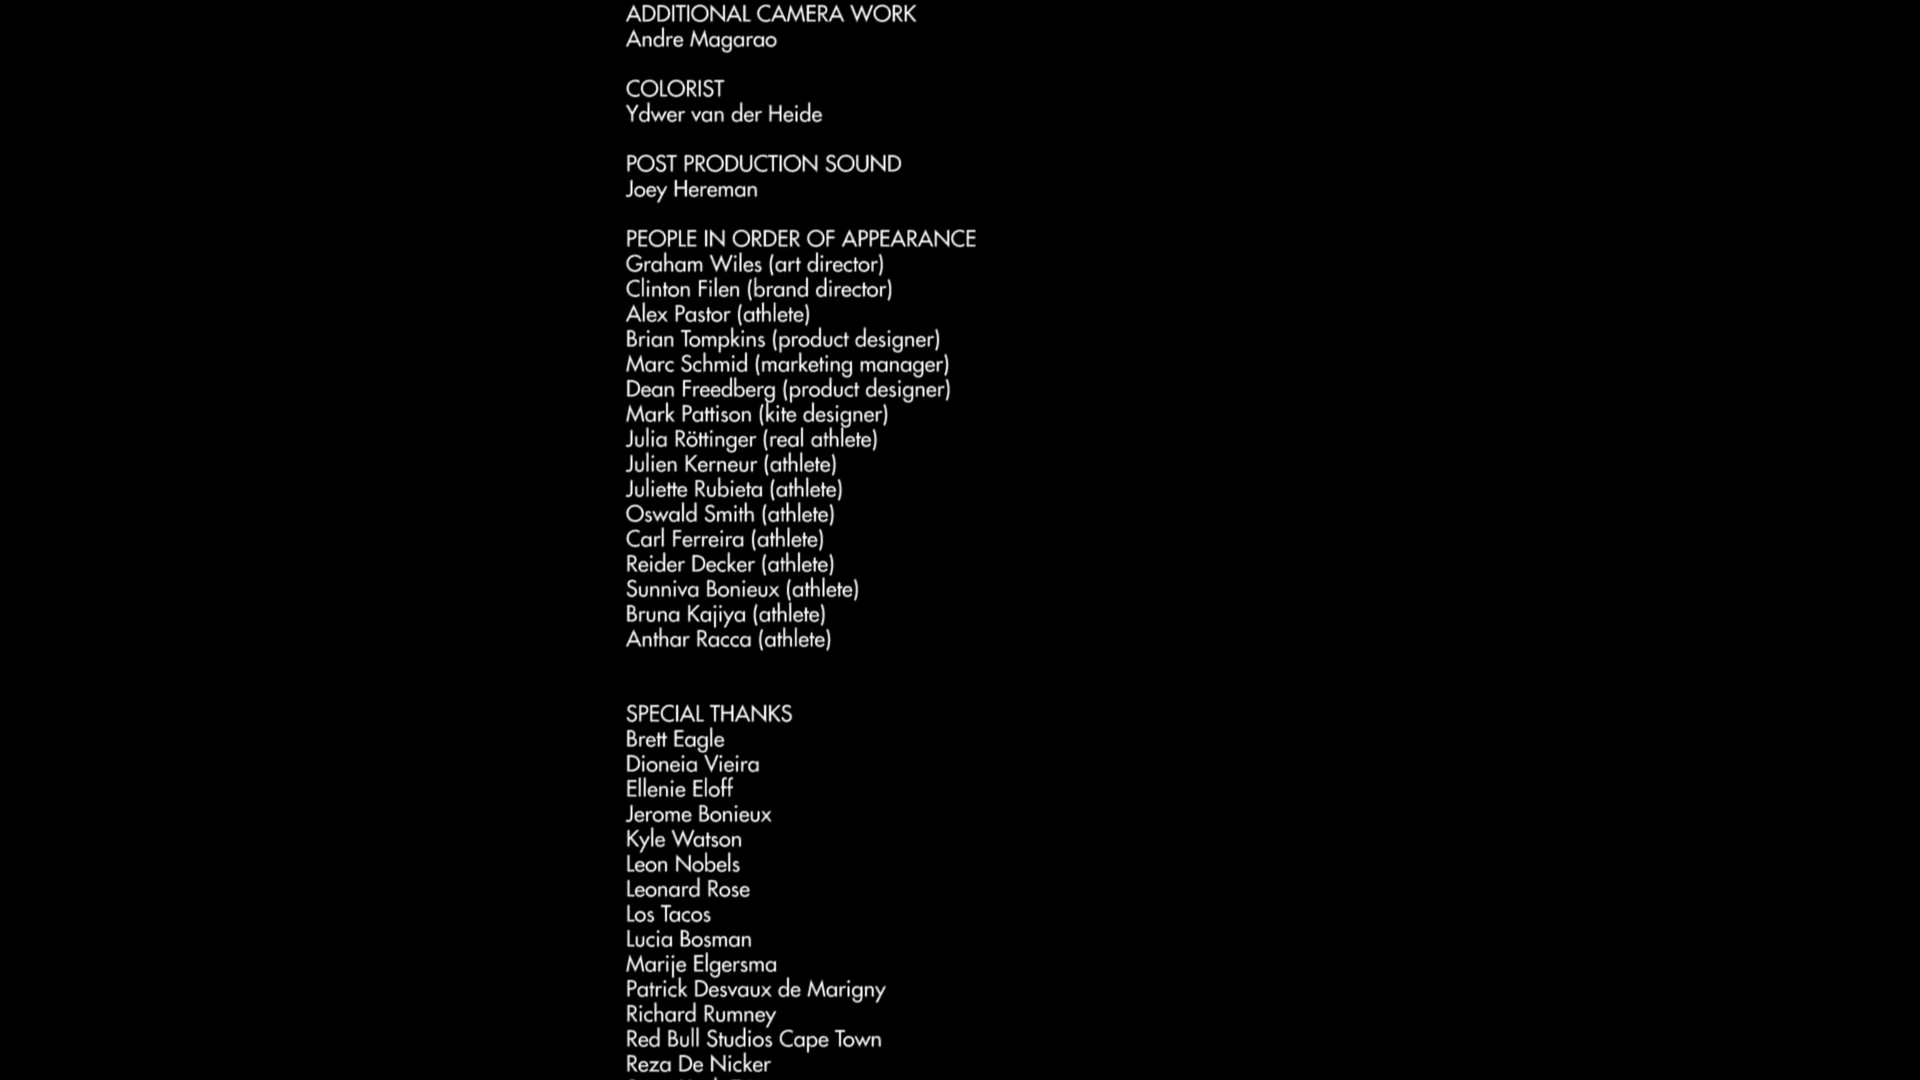 ADDITIONAL CAMERA WORK
Andre Magarao
COLORIST
Ydwer van der Heide
POST PRODUCTION SOUND
Joey Hereman
PEOPLE IN ORDER OF APPEARANCE
Graham Wiles (art director)
Clinton Filen (brand director)
Alex Pastor (athlete)
Brian Tompkins (product designer)
Marc Schmid (marketing manager)
Dean Freedberg (product designer)
Mark Pattison (kite designer)
Julia Röttinger (real athlete)
Julien Kerneur (athlete)
Juliette Rubieta (athlete)
Oswald Smith (athlete)
Carl Ferreira (athlete)
Reider Decker (athlete)
Sunniva Bonieux (athlete)
Bruna Kajiya (athlete)
Anthar Racca (athlete)
SPECIAL THANKS
Brett Eagle
Dioneia Vieira
Ellenie Eloff
Jerome Bonieux
Kyle Watson
Leon Nobels
Leonard Rose
Los Tacos
Lucia Bosman
Marije Elgersma
Patrick Desvaux de Marigny
Richard Rumney
Red Bull Studios Cape Town
Reza De Nicker